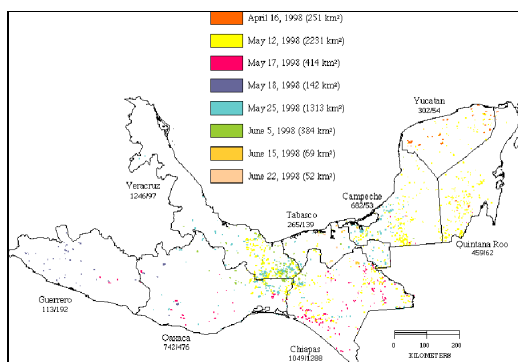 April 16, 1998 (251 km²)
May 12, 1998 (2231 km²)
May 17, 1998 (414 km²)
May 18, 1998 (142 km²)
May 25, 1998 (1313 km²)
June 5, 1998 (384 km²)
June 15, 1998 (69 km²)
June 22, 1998 (52 km²)
Yucatan
302/54
Veracruz
1246/97
Campeche
682/53
Tabasco
265/139
Quintana Roo
459/62
Guerrero
113/192
Oaxaca
742/476
Chiapas
1049/1288
0 100 200
KILOMETERS